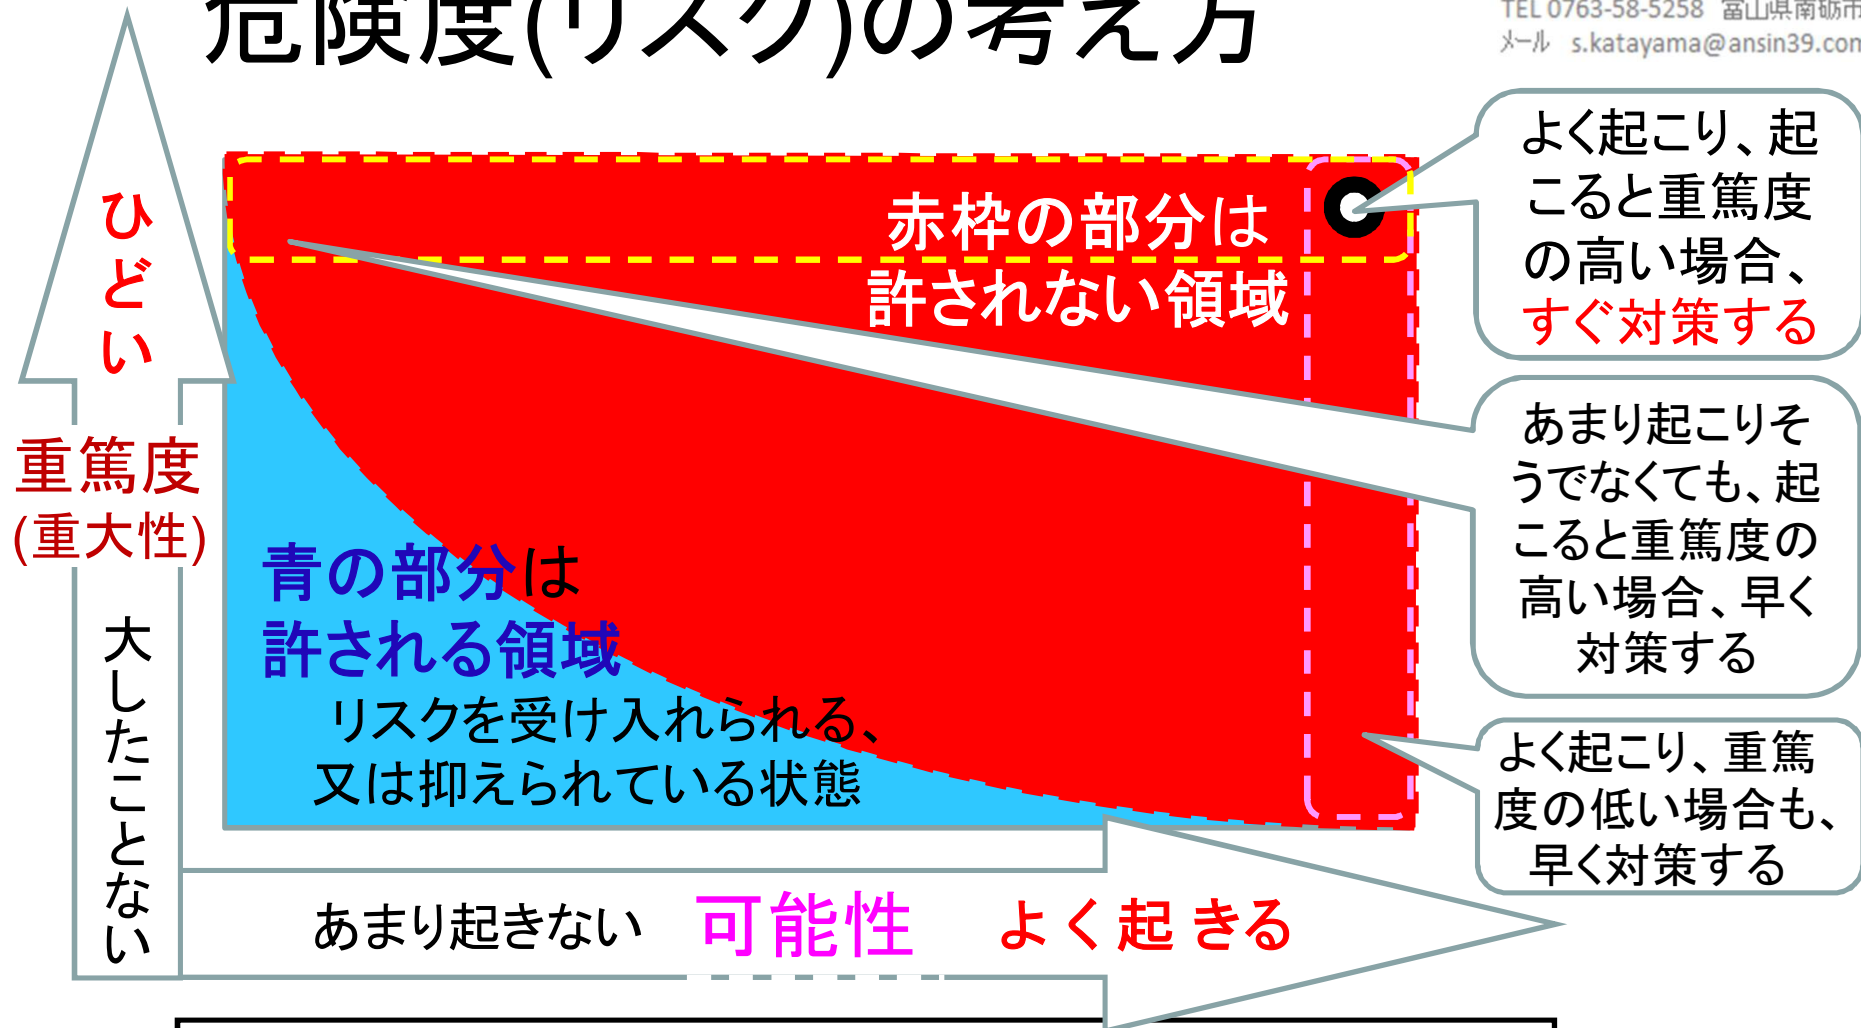 危険度(リスク)の考え方
TEL 0763-58-5258 富山県南砺市
メール s.katayama@ansin39.com
ひどい
重篤度
(重大性)
大したことない
赤枠の部分は
許されない領域
青の部分は
許される領域
リスクを受け入れられる、
又は抑えられている状態
よく起こり、起
こると重篤度
の高い場合、
すぐ対策する
あまり起こりそ
うでなくても、起
こると重篤度の
高い場合、早く
対策する
よく起こり、重篤
度の低い場合も、
早く対策する
あまり起きない 可能性 よく起きる